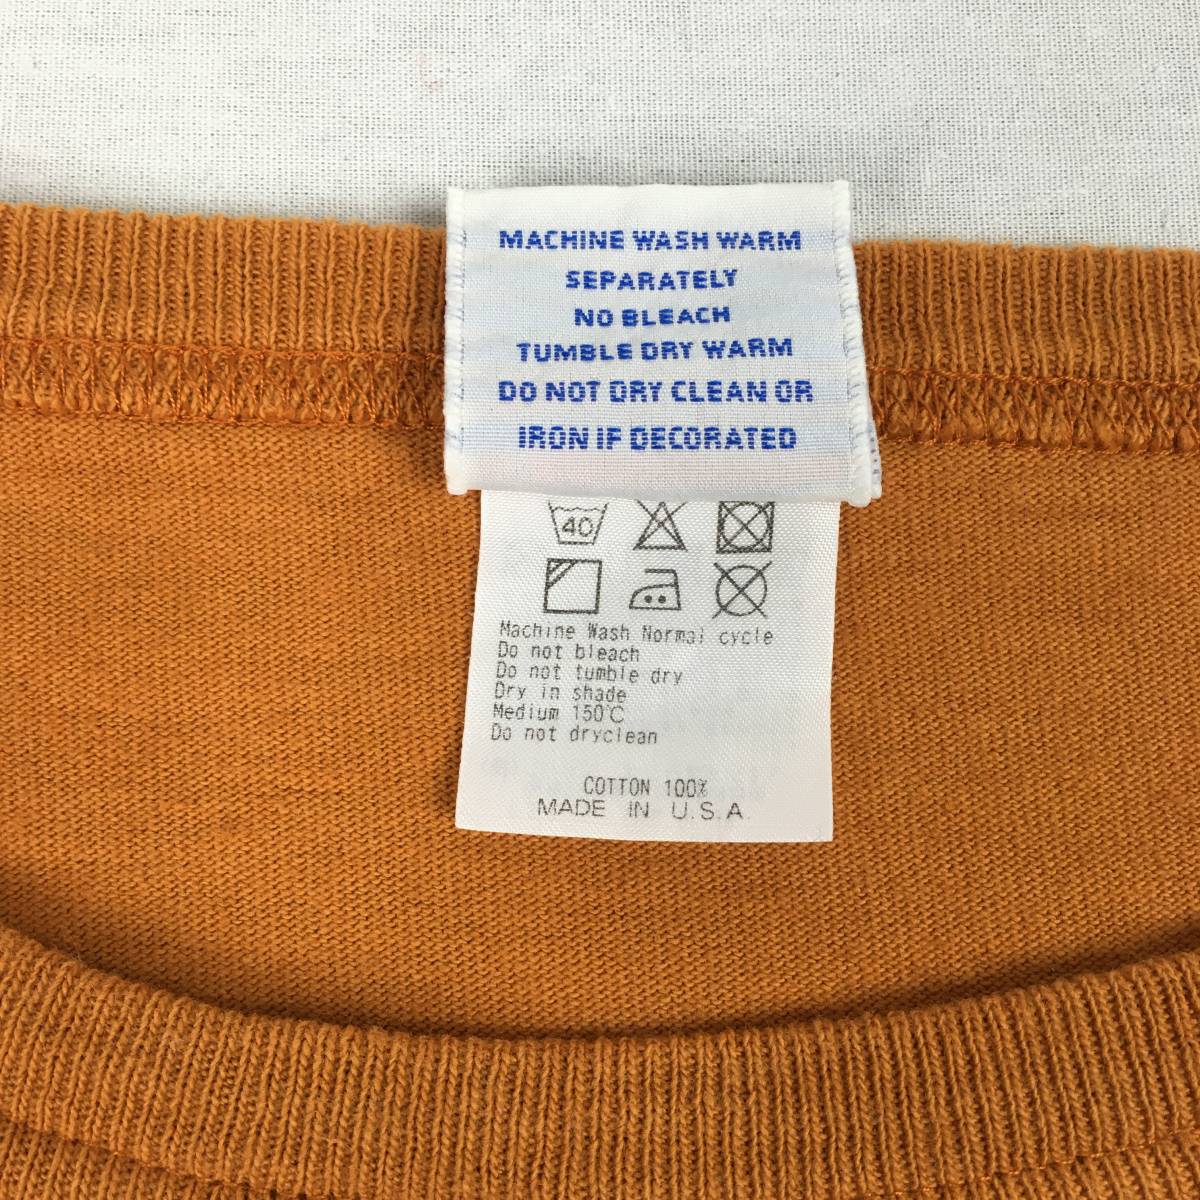 MACHINE WASH WARM
SEPARATELY
NO BLEACH
TUMBLE DRY WARM
DO NOT DRY CLEAN OR
IRON IF DECORATED
40
Machine Wash Normal cycle
Do not bleach
Do not tumble dry
Dry in shade
Medium 150℃
Do not dryclean
COTTON 100%
MADE IN U.S.A.